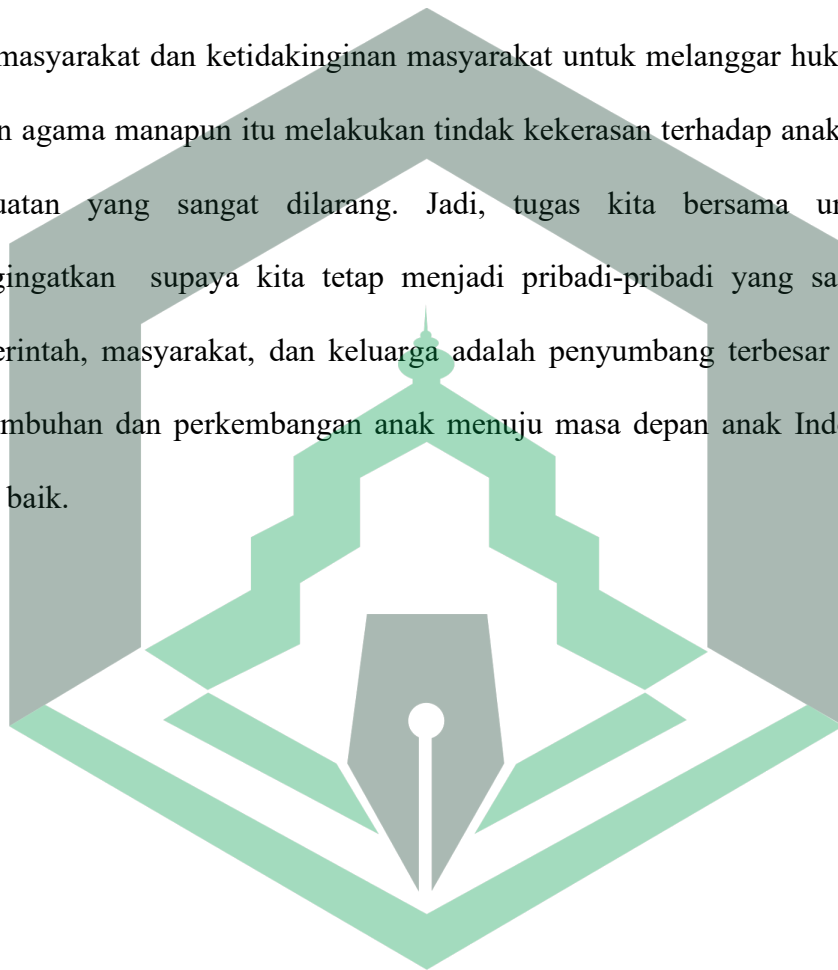 masyarakat dan ketidakinginan masyarakat untuk melanggar huk
n agama manapun itu melakukan tindak kekerasan terhadap anak
uatan yang sangat dilarang. Jadi, tugas kita bersama un
gingatkan supaya kita tetap menjadi pribadi-pribadi yang sa
erintah, masyarakat, dan keluarga adalah penyumbang terbesar
mbuhan dan perkembangan anak menuju masa depan anak Ind
baik.